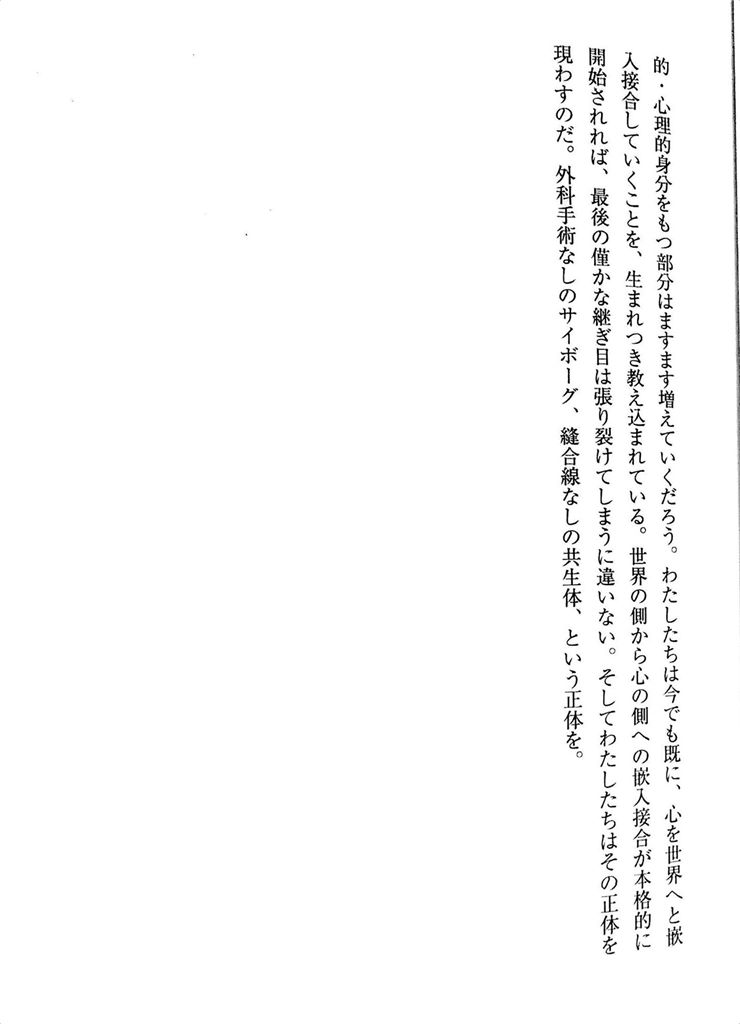 的・心理的身分をもつ部分はますます増えていくだろう。わたしたちは今でも既に、心を世界へと嵌
入接合していくことを、生まれつき教え込まれている。世界の側から心の側への嵌入接合が本格的に
開始されれば、最後の僅かな継ぎ目は張り裂けてしまうに違いない。そしてわたしたちはその正体を
現わすのだ。外科手術なしのサイボーグ、縫合線なしの共生体、という正体を。